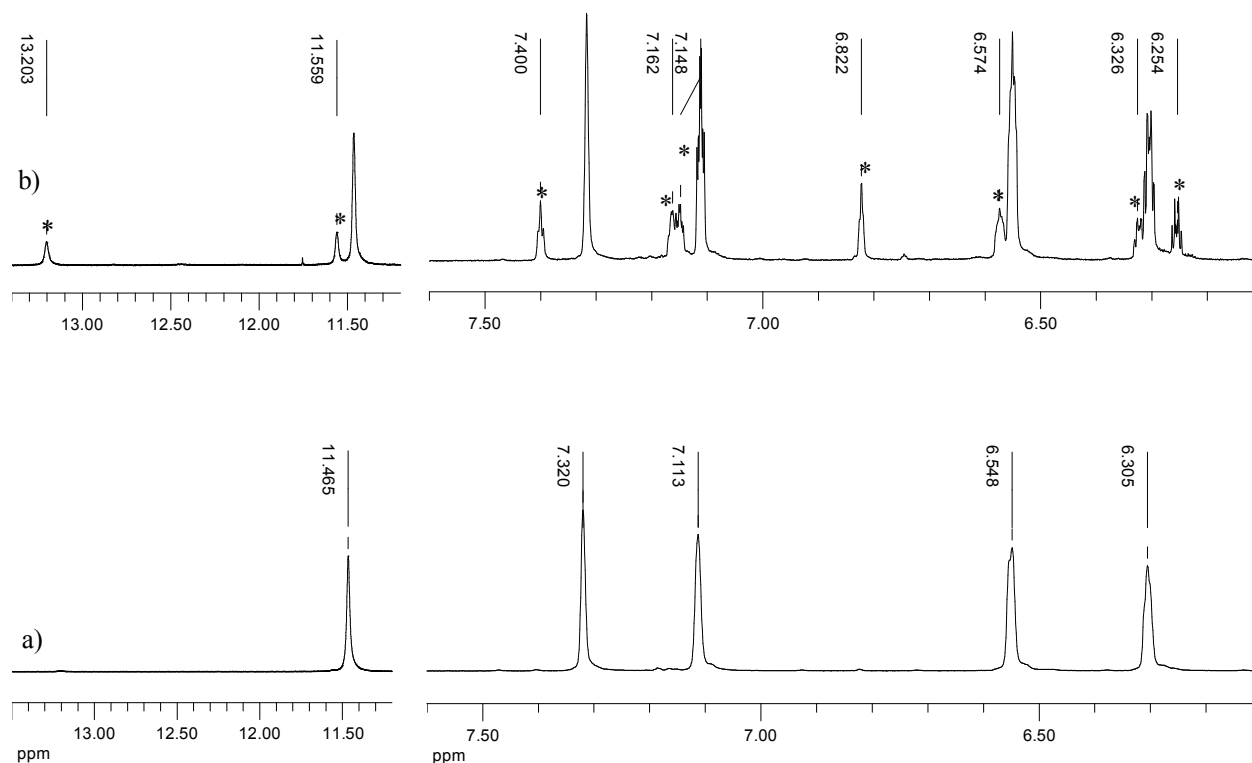 13.203 11.559 7.400 7.162 7.148 6.822 6.574 6.326 6.254
b) * * * * * * * * *
13.00 12.50 12.00 11.50 7.50 7.00 6.50
11.465 7.320 7.113 6.548 6.305
a)
13.00 12.50 12.00 11.50 7.50 7.00 6.50
ppm ppm